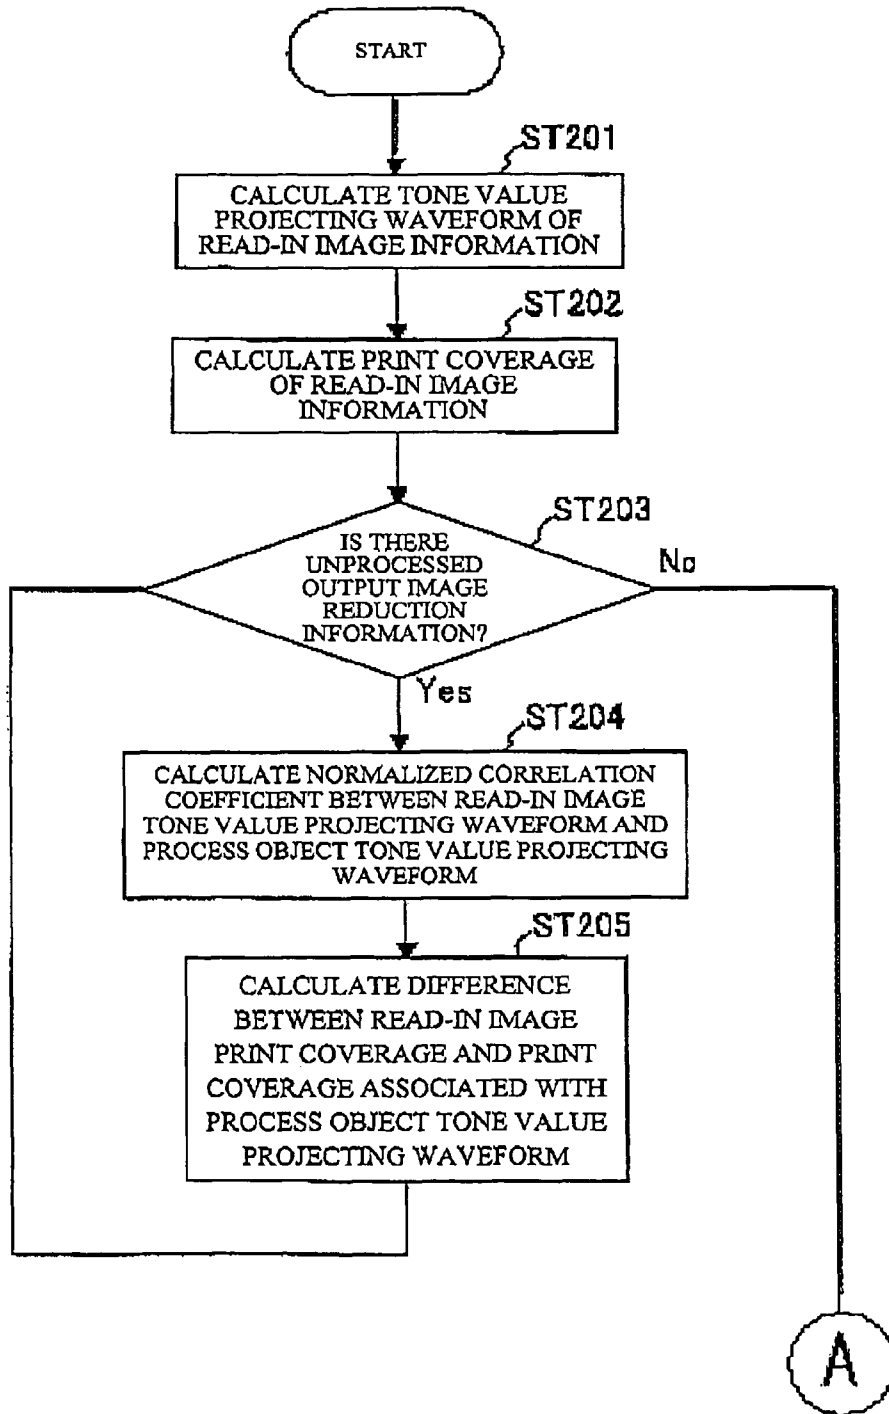 START
ST201
CALCULATE TONE VALUE
PROJECTING WAVEFORM OF
READ-IN IMAGE INFORMATION
ST202
CALCULATE PRINT COVERAGE
OF READ-IN IMAGE
INFORMATION
ST203
IS THERE
UNPROCESSED
OUTPUT IMAGE
REDUCTION
INFORMATION?
No
Yes
ST204
CALCULATE NORMALIZED CORRELATION
COEFFICIENT BETWEEN READ-IN IMAGE
TONE VALUE PROJECTING WAVEFORM AND
PROCESS OBJECT TONE VALUE PROJECTING
WAVEFORM
ST205
CALCULATE DIFFERENCE
BETWEEN READ-IN IMAGE
PRINT COVERAGE AND PRINT
COVERAGE ASSOCIATED WITH
PROCESS OBJECT TONE VALUE
PROJECTING WAVEFORM
A